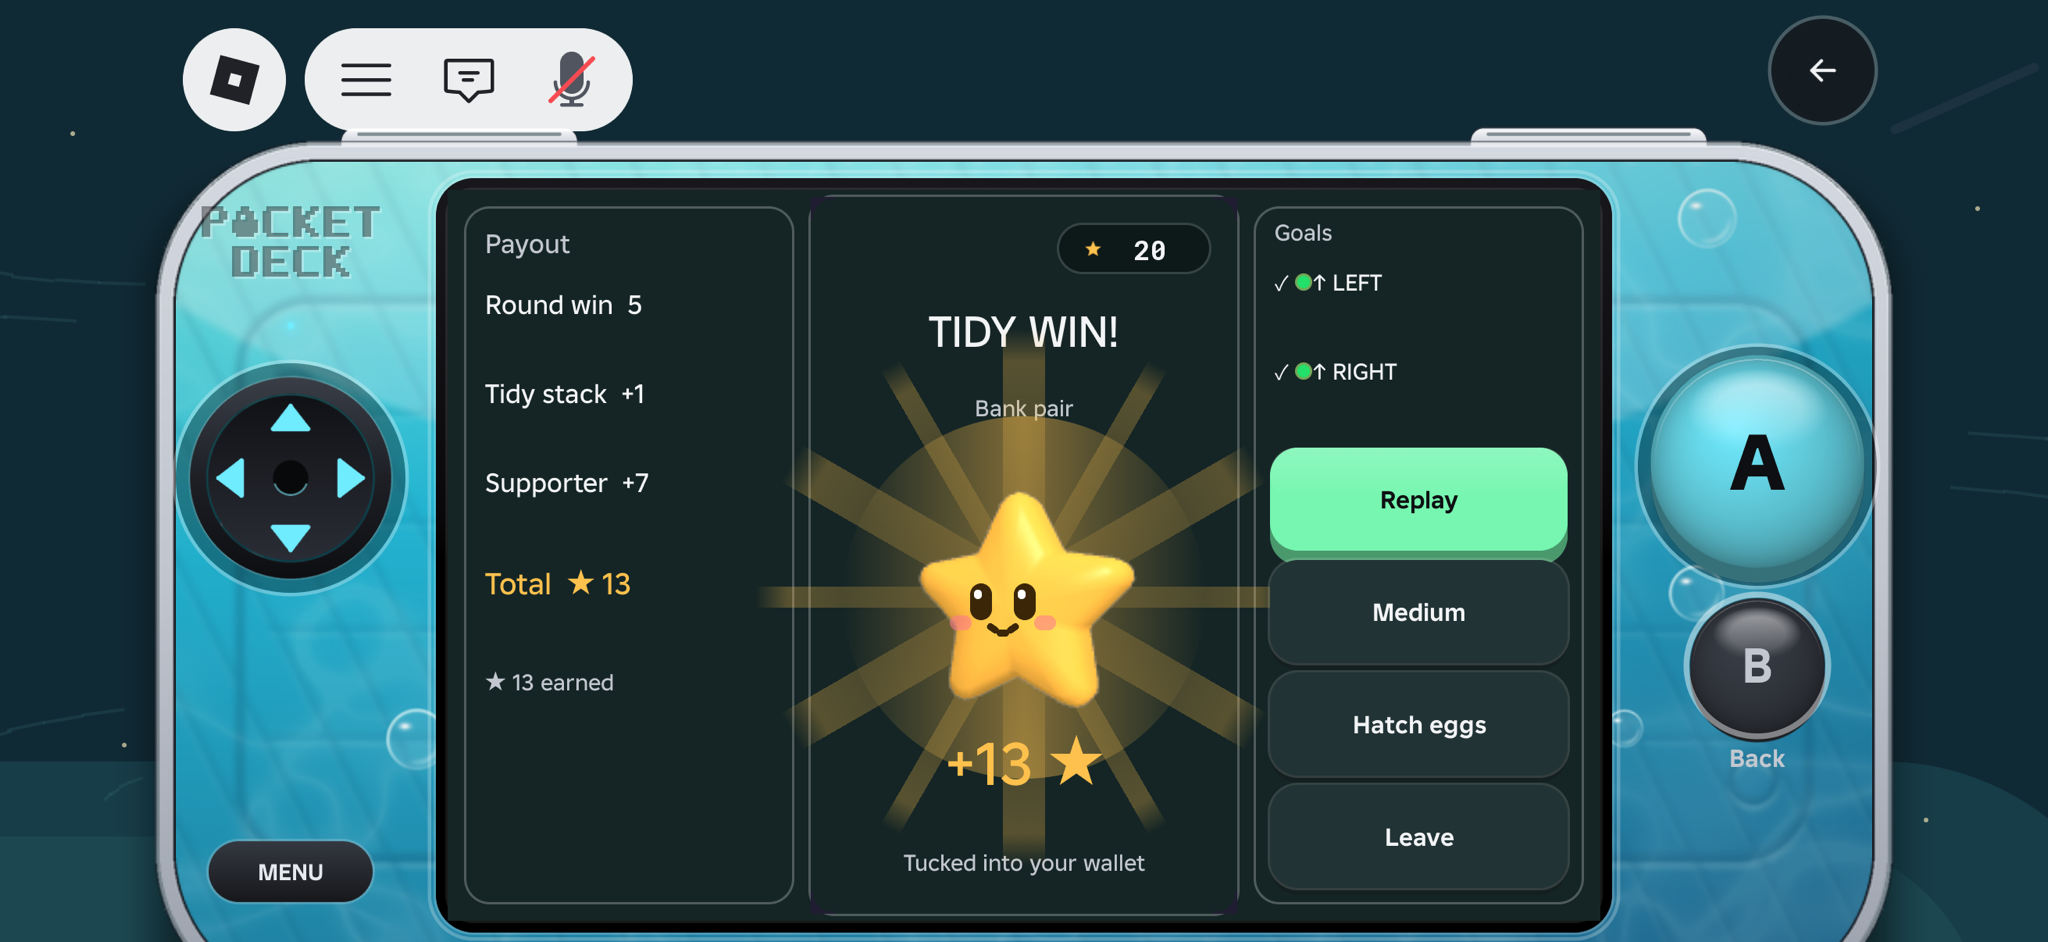 POCKET
DECK
Payout
Round win 5
Tidy stack +1
Supporter +7
Total ★ 13
★ 13 earned
★ 20
TIDY WIN!
Bank pair
+13 ★
Tucked into your wallet
Goals
✓ ↑ LEFT
✓ ↑ RIGHT
Replay
Medium
Hatch eggs
Leave
A
B
Back
MENU